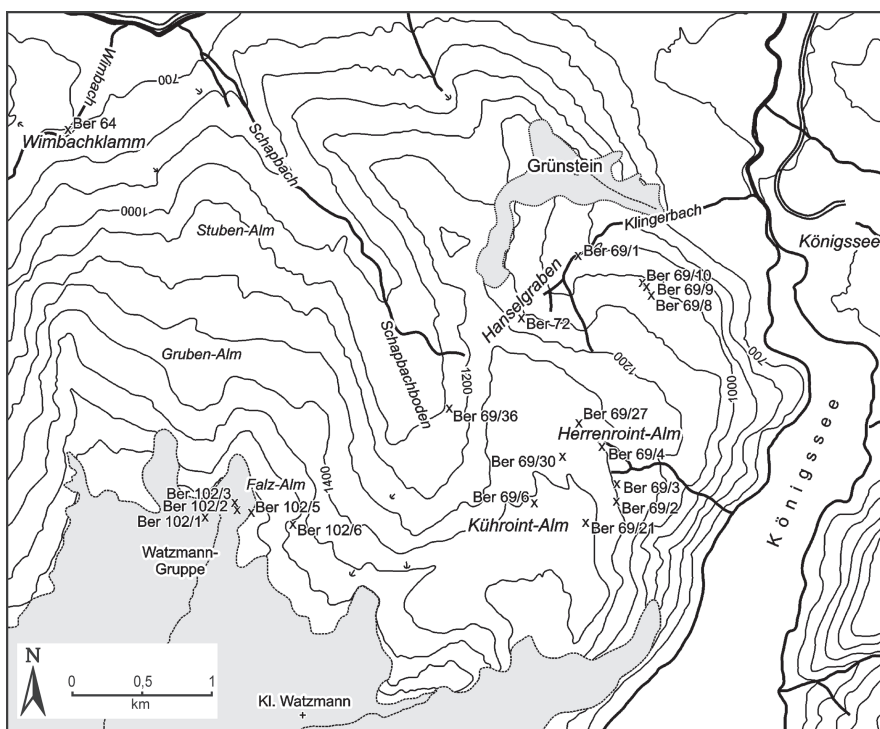 700
Wimbach
Ber 64
Wimbachklamm
Schapbach
Grünstein
1000
Stuben-Alm
Klingerbach
Königssee
Ber 69/1
Hanselgraben
Ber 69/10
Ber 69/9
Ber 69/8
Ber 72
Gruben-Alm
Schapbachboden
1200
1200
700
1000
Ber 69/36
Ber 69/27
Herrenroint-Alm
Ber 69/4
Ber 69/30
Königssee
1400
Falz-Alm
Ber 102/3
Ber 102/2
Ber 102/1
Ber 102/5
Ber 102/6
Ber 69/6
Ber 69/3
Ber 69/2
Kühroint-Alm
Ber 69/21
Watzmann-
Gruppe
N
0 0,5 1
km
Kl. Watzmann